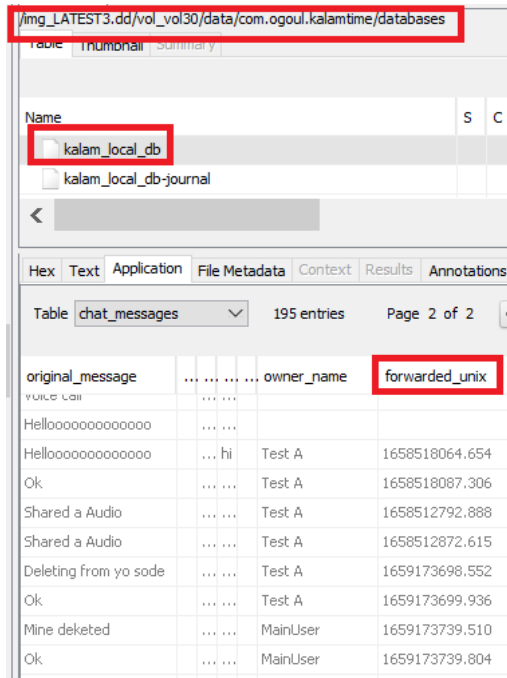 /img_LATEST3.dd/vol_vol30/data/com.ogoul.kalamtime/databases
Table Thumbnail Summary
Name S C
kalam_local_db
kalam_local_db-journal
Hex Text Application File Metadata Context Results Annotations
Table chat_messages 195 entries Page 2 of 2
original_message ... ... ... ... owner_name forwarded_unix
voice call ... ...
Hellooooooooooooo ... ...
Hellooooooooooooo ... hi Test A 1658518064.654
Ok ... ... Test A 1658518087.306
Shared a Audio ... ... Test A 1658512792.888
Shared a Audio ... ... Test A 1658512872.615
Deleting from yo sode ... ... Test A 1659173698.552
Ok ... ... Test A 1659173699.936
Mine deketed ... ... MainUser 1659173739.510
Ok ... ... MainUser 1659173739.804